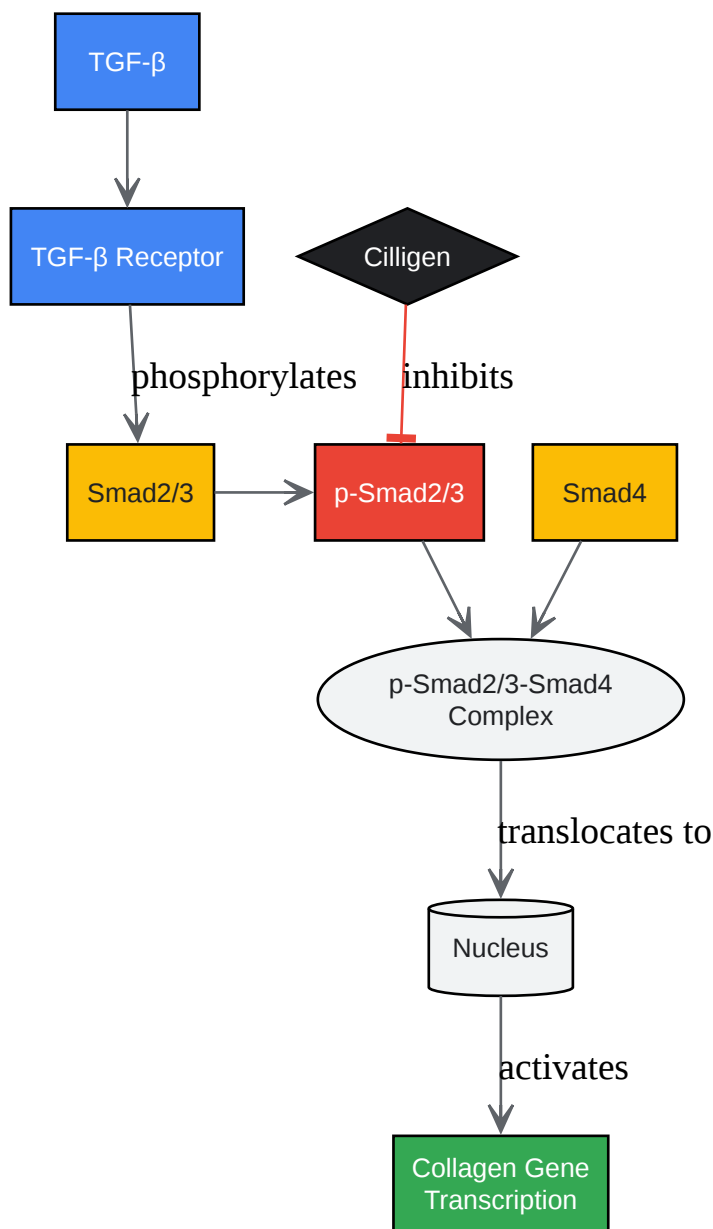 TGF-β
TGF-β Receptor
Cilligen
phosphorylates
inhibits
Smad2/3
p-Smad2/3
Smad4
p-Smad2/3-Smad4
Complex
translocates to
Nucleus
activates
Collagen Gene
Transcription